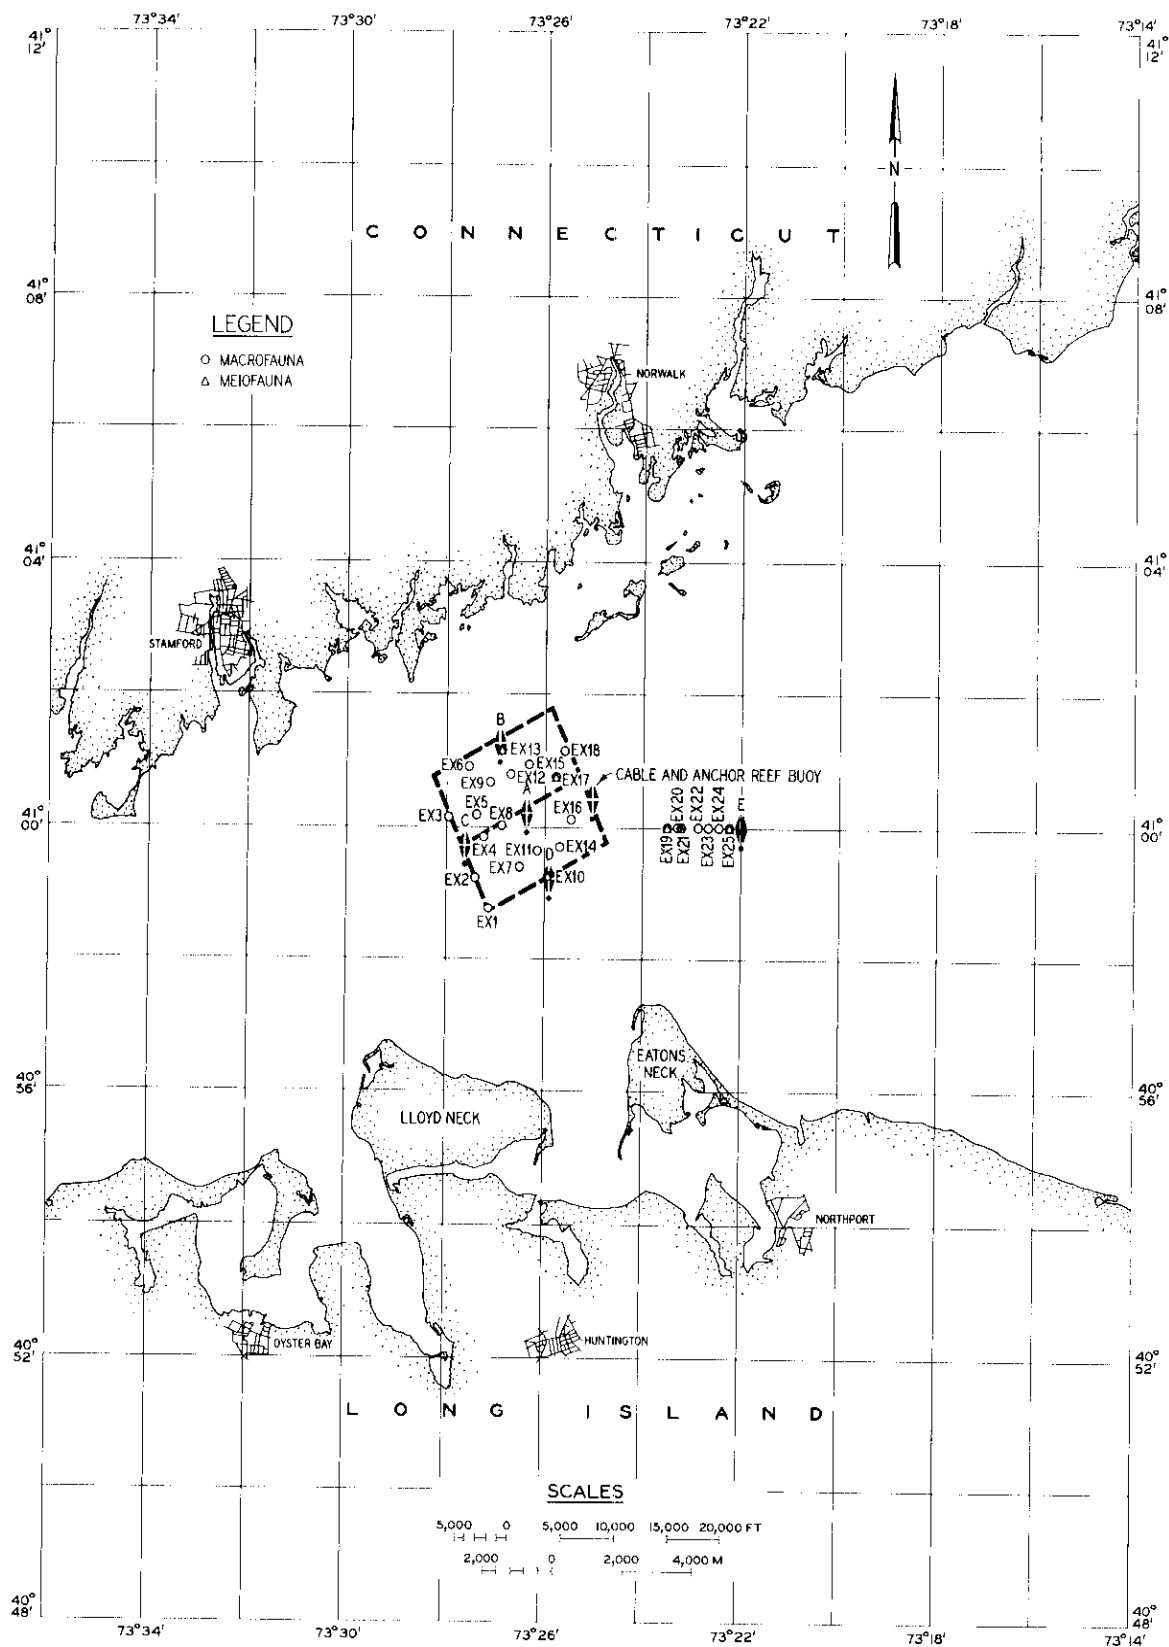 73°34' 73°30' 73°26' 73°22' 73°18' 73°14'
41°
12'
41°
12'
N
CONNECTICUT
41°
08'
41°
08'
LEGEND
○ MACROFAUNA
△ MEIOFAUNA
NORWALK
41°
04'
41°
04'
STAMFORD
B
EX13 EX18
EX6 EX15
EX12 EX17 CABLE AND ANCHOR REEF BUOY
EX9 A
EX5
EX3 EX8 EX16
C
EX4 EX11 EX14
D
EX7
EX2 EX10
EX1
EX19 EX20 EX21 EX22 EX23 EX24 EX25 E
41°
00'
41°
00'
EATONS
NECK
40°
56'
40°
56'
LLOYD NECK
NORTHPORT
OYSTER BAY
HUNTINGTON
40°
52'
40°
52'
LONG ISLAND
SCALES
5,000 0 5,000 10,000 15,000 20,000 FT
2,000 0 2,000 4,000 M
40°
48'
40°
48'
73°34' 73°30' 73°26' 73°22' 73°18' 73°14'